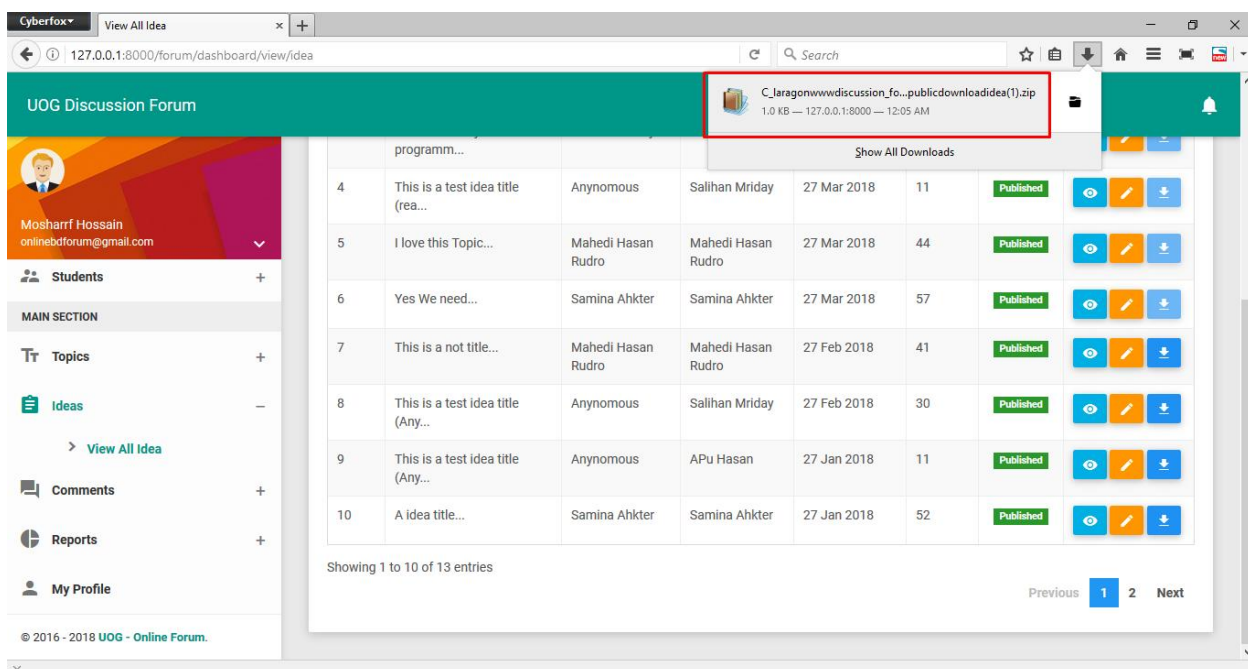 Cyberfox
View All Idea
127.0.0.1:8000/forum/dashboard/view/idea
Search
new
UOG Discussion Forum
C_laragonwwwdiscussion_fo...publicdownloadidea(1).zip
1.0 KB — 127.0.0.1:8000 — 12:05 AM
Show All Downloads
Mosharrf Hossain
onlinebdforum@gmail.com
Students +
MAIN SECTION
Topics +
Ideas −
View All Idea
Comments +
Reports +
My Profile
© 2016 - 2018 UOG - Online Forum.
programm...
4 This is a test idea title Anynomous Salihan Mriday 27 Mar 2018 11 Published
(rea...
5 I love this Topic... Mahedi Hasan Mahedi Hasan 27 Mar 2018 44 Published
Rudro Rudro
6 Yes We need... Samina Ahkter Samina Ahkter 27 Mar 2018 57 Published
7 This is a not title... Mahedi Hasan Mahedi Hasan 27 Feb 2018 41 Published
Rudro Rudro
8 This is a test idea title Anynomous Salihan Mriday 27 Feb 2018 30 Published
(Any...
9 This is a test idea title Anynomous APu Hasan 27 Jan 2018 11 Published
(Any...
10 A idea title... Samina Ahkter Samina Ahkter 27 Jan 2018 52 Published
Showing 1 to 10 of 13 entries
Previous 1 2 Next